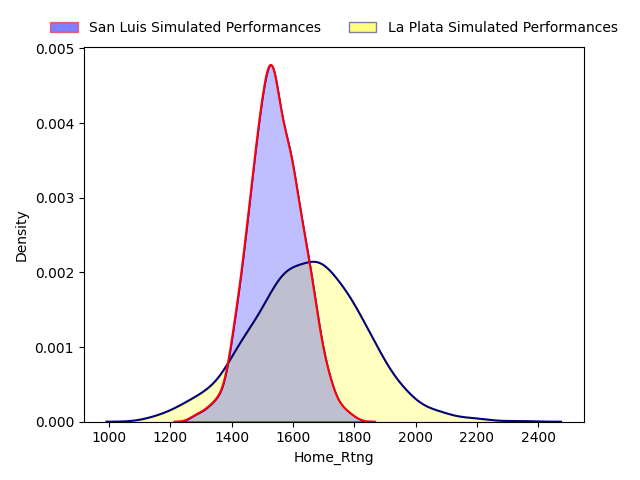 San Luis Simulated Performances
La Plata Simulated Performances
0.005
0.004
0.003
0.002
0.001
0.000
Density
1000 1200 1400 1600 1800 2000 2200 2400
Home_Rtng